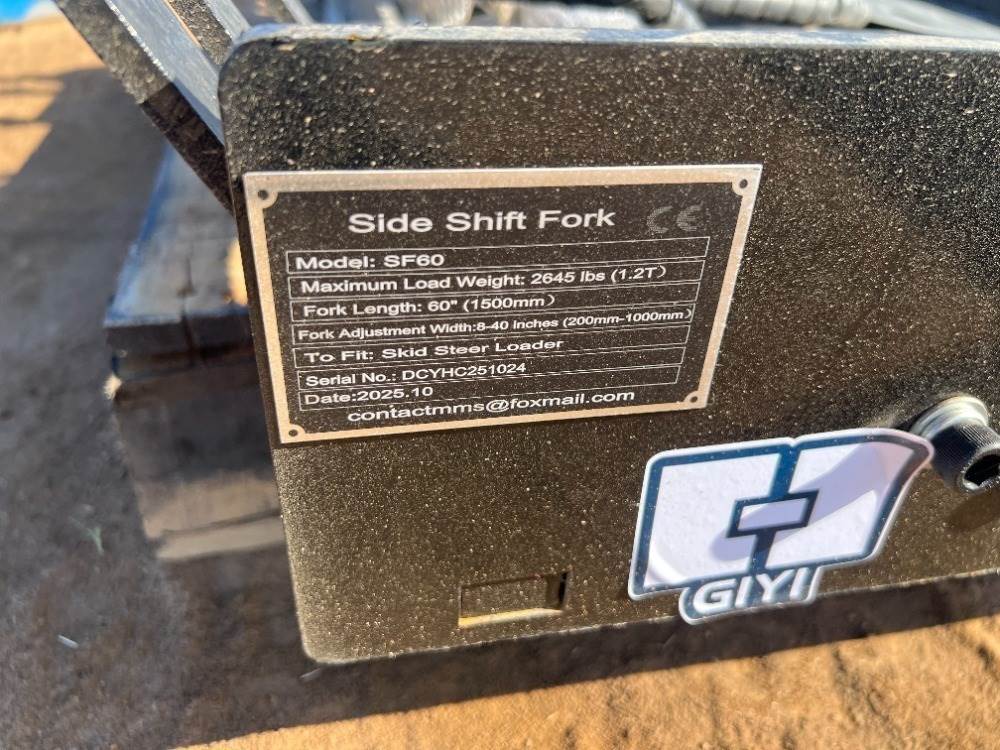 Side Shift Fork CE
Model: SF60
Maximum Load Weight: 2645 lbs (1.2T)
Fork Length: 60" (1500mm)
Fork Adjustment Width:8-40 Inches (200mm-1000mm)
To Fit: Skid Steer Loader
Serial No.: DCYHC251024
Date:2025.10
contactmms@foxmail.com
GIYI